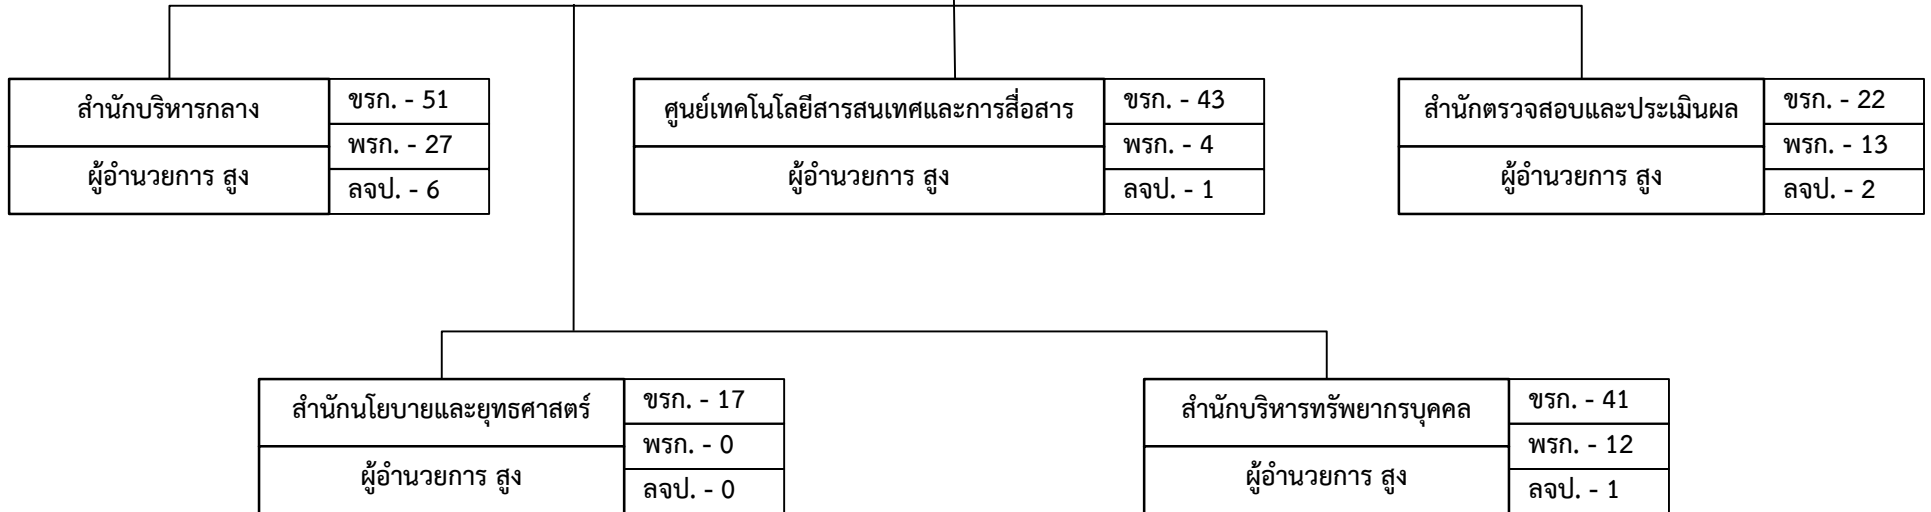 สำนักบริหารกลาง
ผู้อำนวยการ สูง
ขรก. - 51
พรก. - 27
ลจป. - 6
ศูนย์เทคโนโลยีสารสนเทศและการสื่อสาร
ผู้อำนวยการ สูง
ขรก. - 43
พรก. - 4
ลจป. - 1
สำนักตรวจสอบและประเมินผล
ผู้อำนวยการ สูง
ขรก. - 22
พรก. - 13
ลจป. - 2
สำนักนโยบายและยุทธศาสตร์
ผู้อำนวยการ สูง
ขรก. - 17
พรก. - 0
ลจป. - 0
สำนักบริหารทรัพยากรบุคคล
ผู้อำนวยการ สูง
ขรก. - 41
พรก. - 12
ลจป. - 1